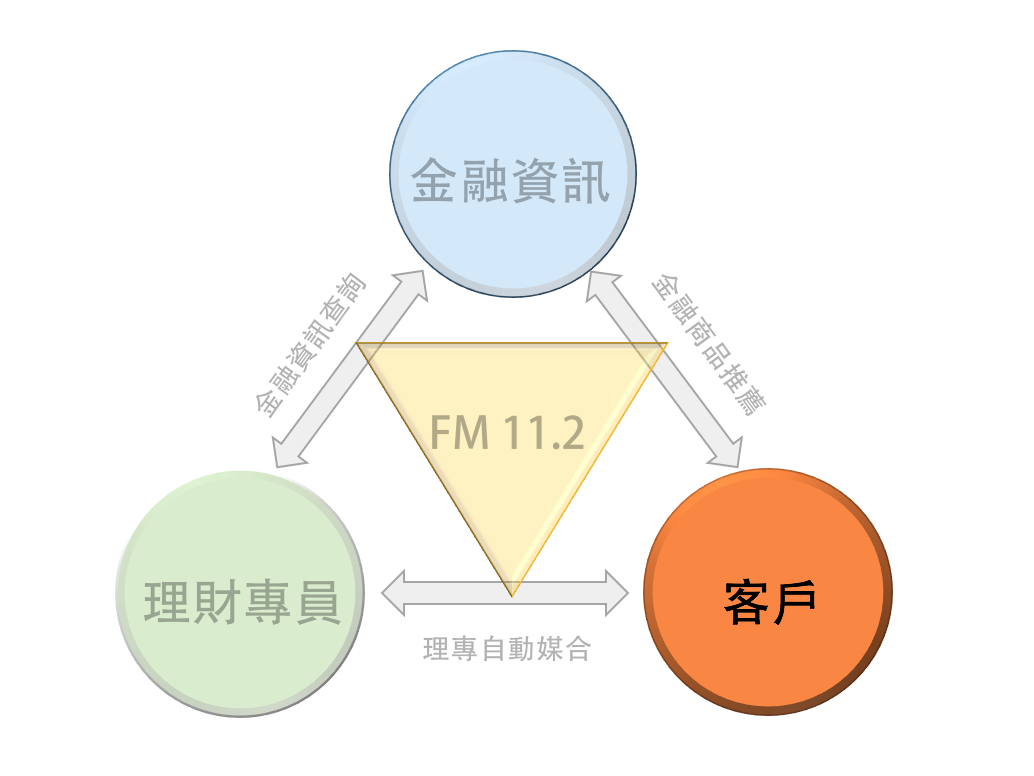 金融資訊
金融資訊查詢
金融商品推薦
FM 11.2
理財專員
客戶
理專自動媒合